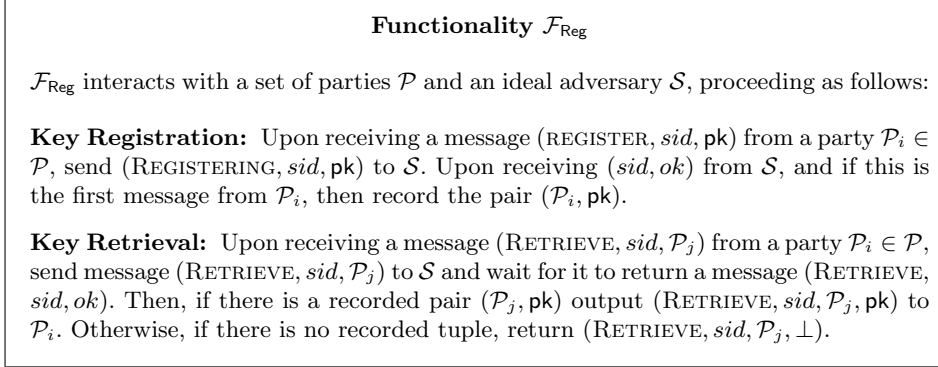 Functionality 𝓕Reg
𝓕Reg interacts with a set of parties 𝒫 and an ideal adversary 𝒮, proceeding as follows:
Key Registration: Upon receiving a message (REGISTER, sid, pk) from a party 𝒫i ∈
𝒫, send (REGISTERING, sid, pk) to 𝒮. Upon receiving (sid, ok) from 𝒮, and if this is
the first message from 𝒫i, then record the pair (𝒫i, pk).
Key Retrieval: Upon receiving a message (RETRIEVE, sid, 𝒫j) from a party 𝒫i ∈ 𝒫,
send message (RETRIEVE, sid, 𝒫j) to 𝒮 and wait for it to return a message (RETRIEVE,
sid, ok). Then, if there is a recorded pair (𝒫j, pk) output (RETRIEVE, sid, 𝒫j, pk) to
𝒫i. Otherwise, if there is no recorded tuple, return (RETRIEVE, sid, 𝒫j, ⊥).